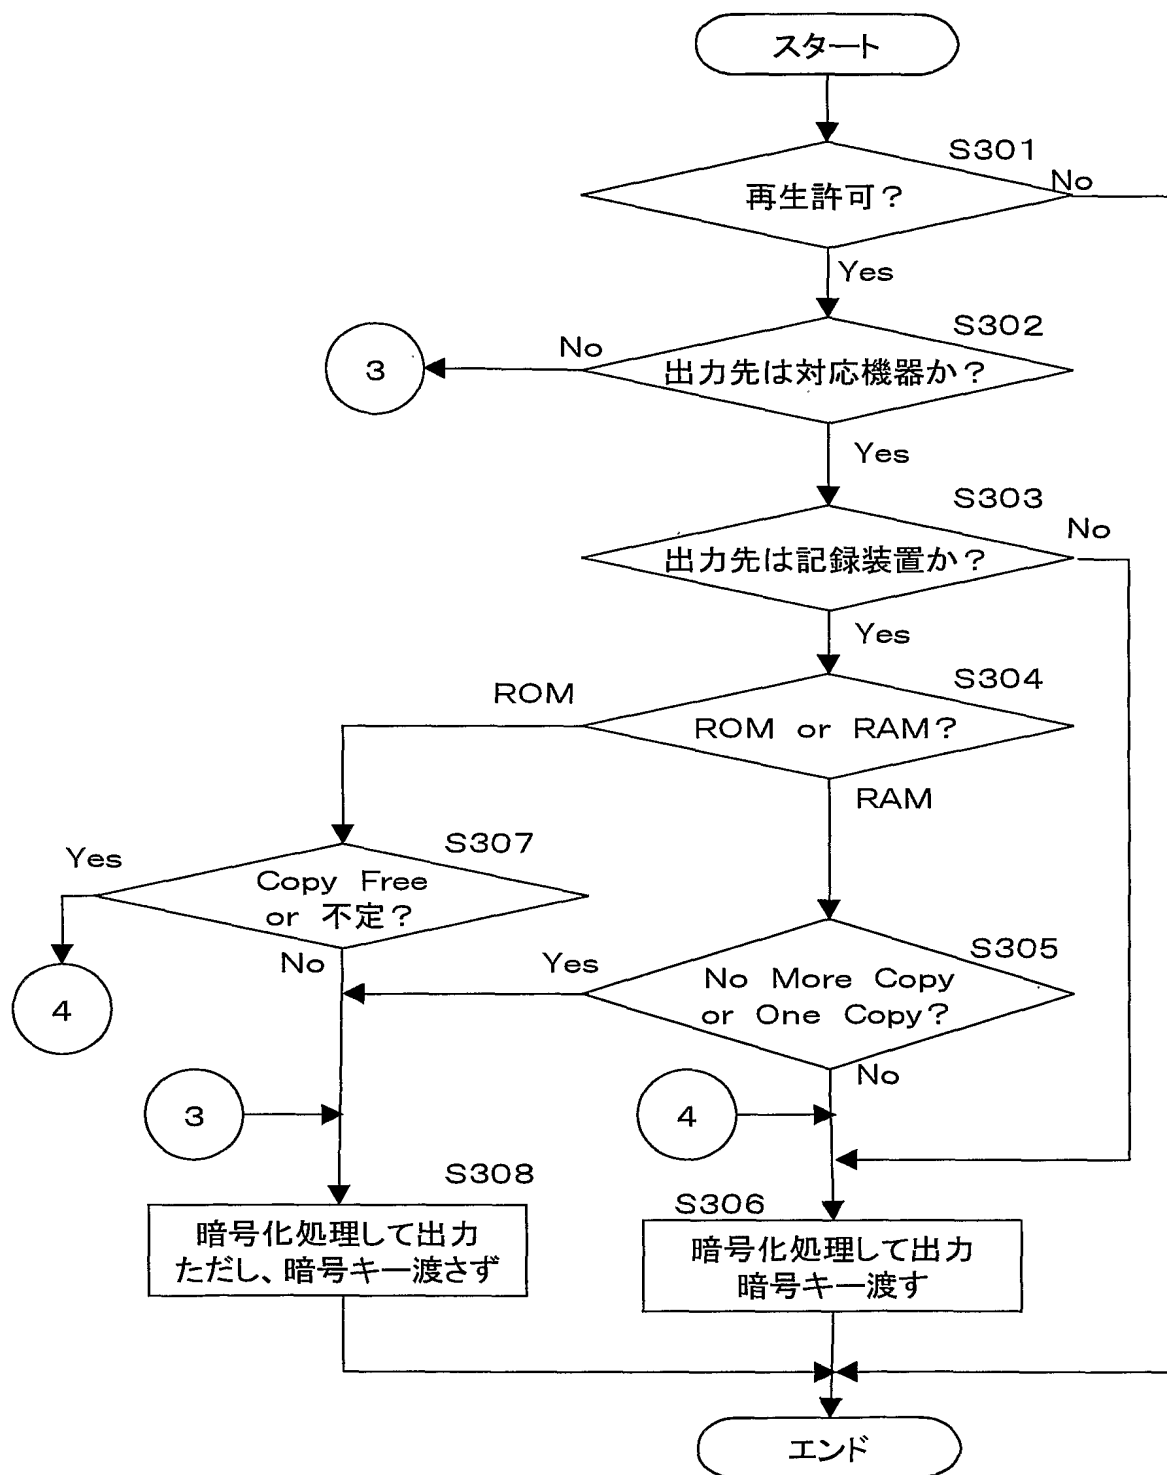 スタート
S301
再生許可?
No
Yes
S302
No
3
出力先は対応機器か?
Yes
S303
No
出力先は記録装置か?
Yes
S304
ROM
ROM or RAM?
RAM
S307
Yes
Copy Free
or 不定?
No
4
S305
Yes
No More Copy
or One Copy?
No
3
4
S308
暗号化処理して出力
ただし、暗号キー渡さず
S306
暗号化処理して出力
暗号キー渡す
エンド